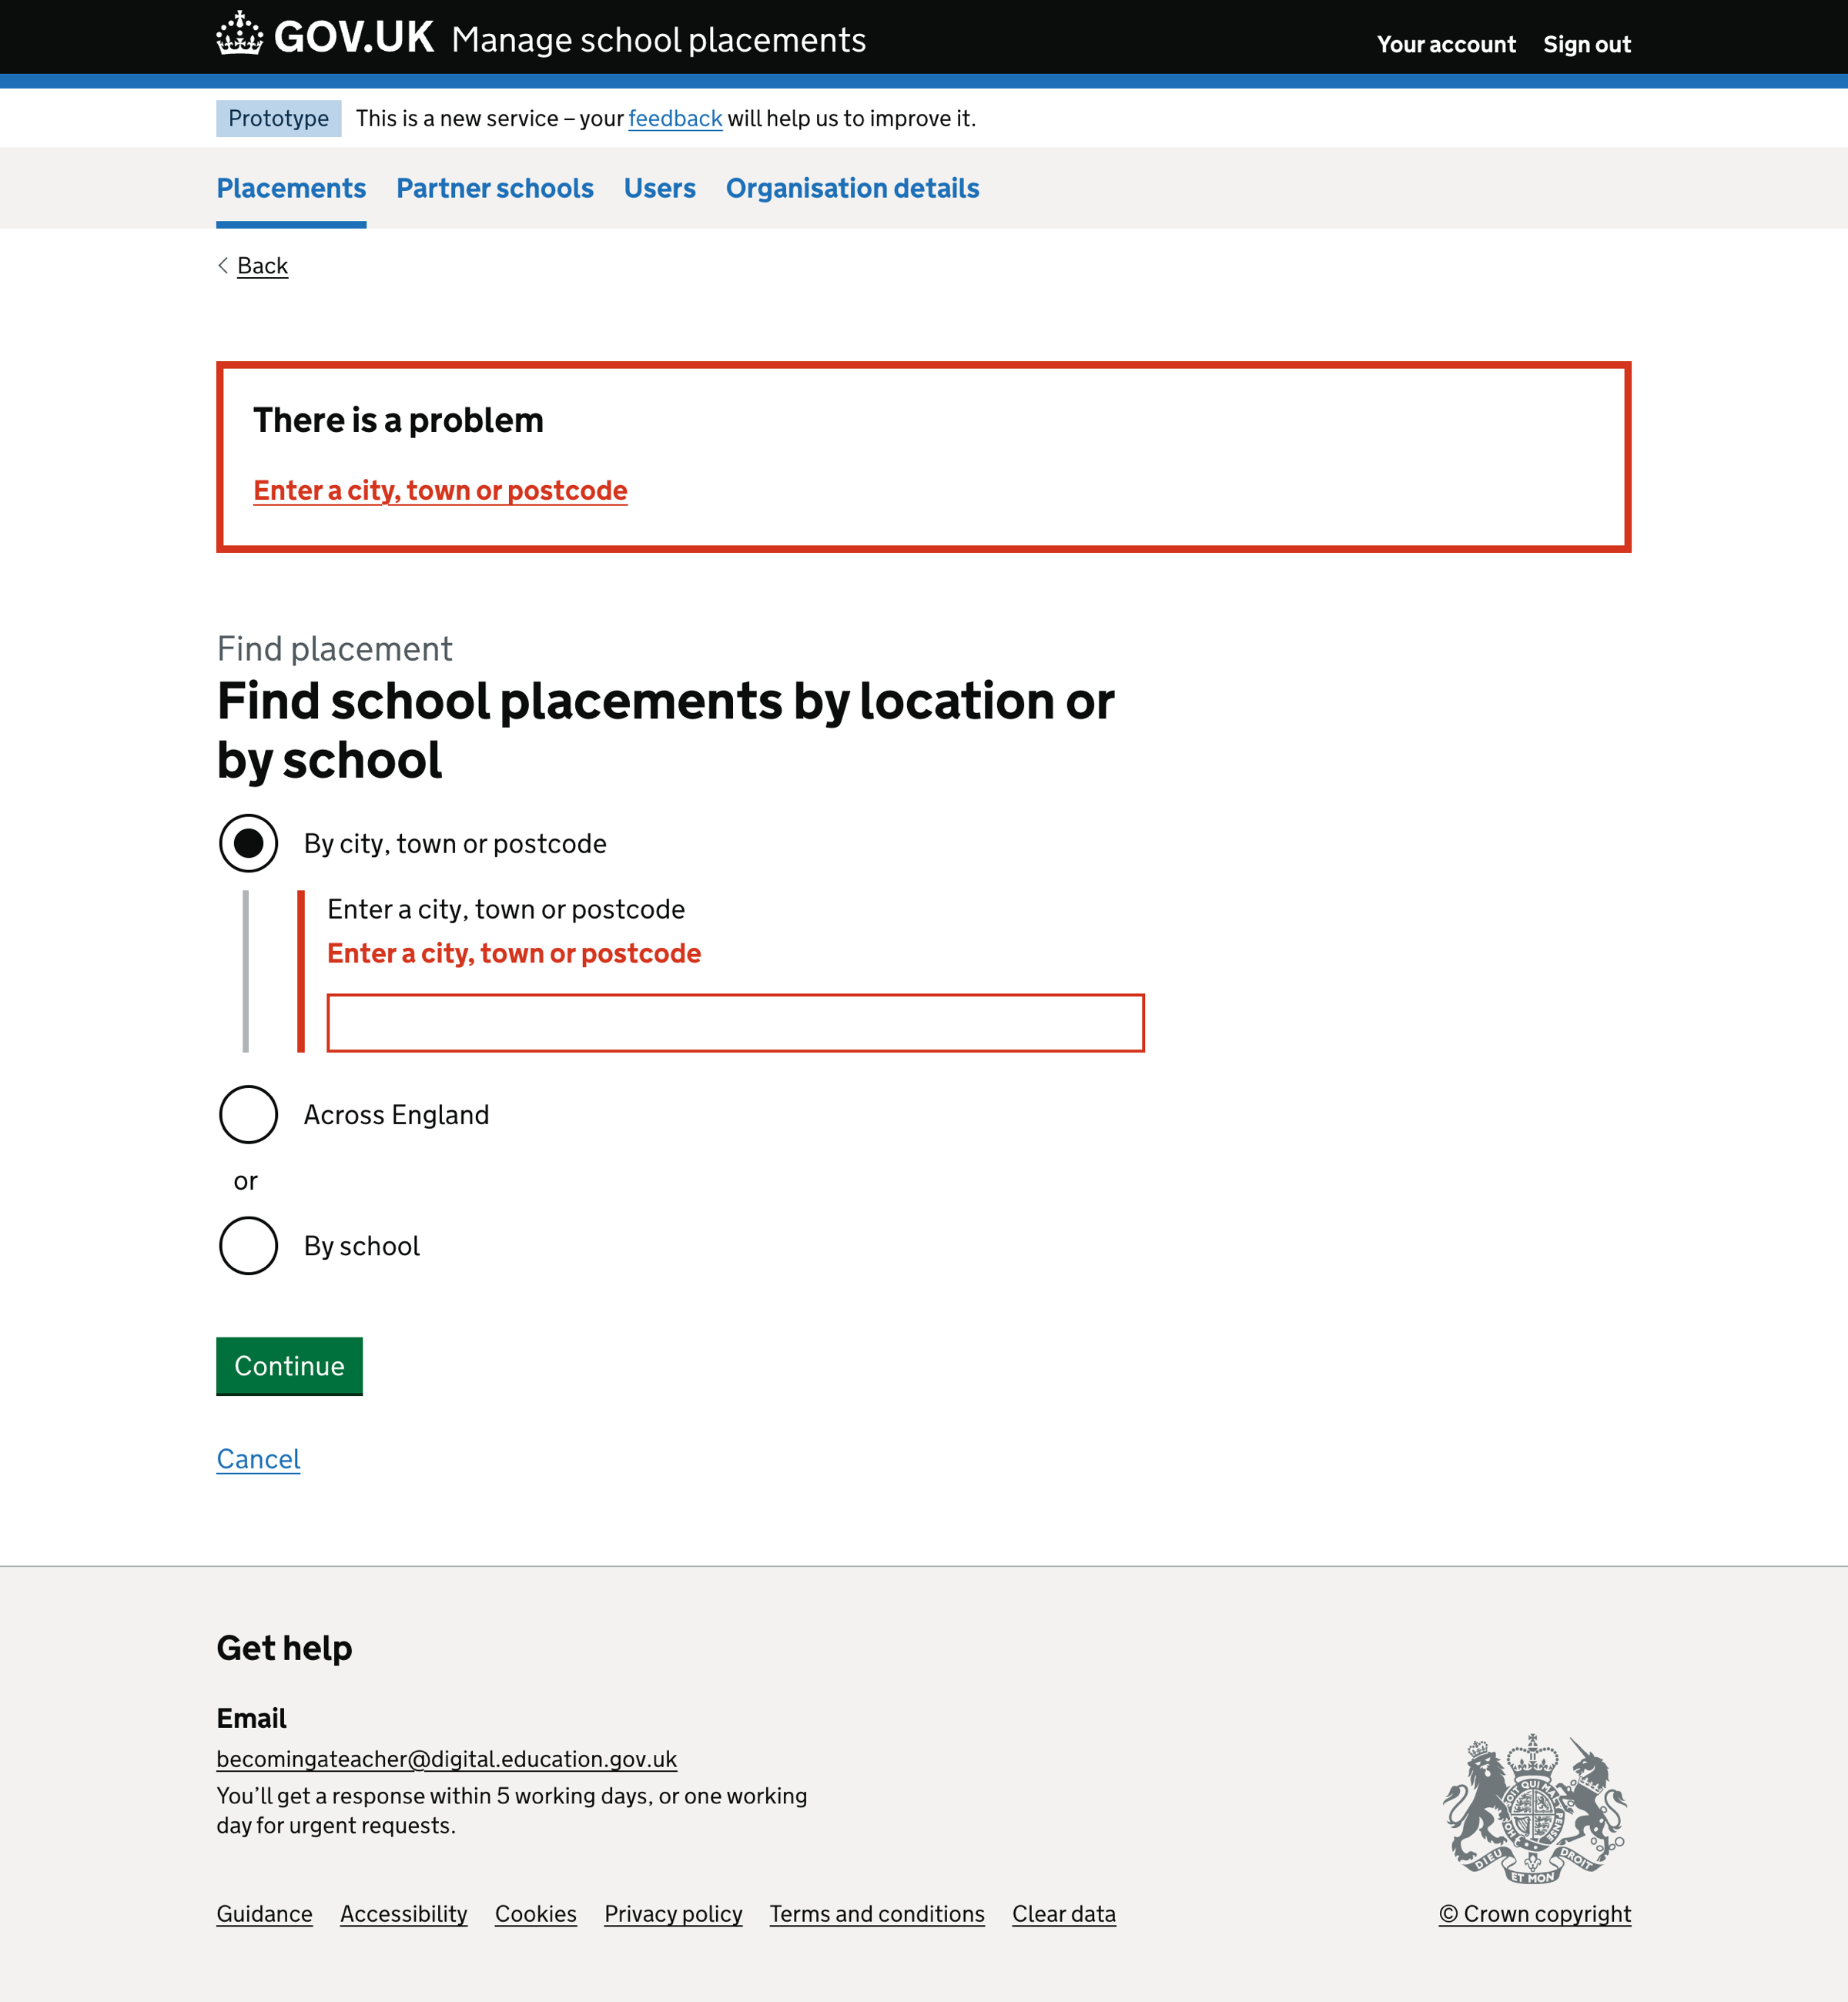 GOV.UK Manage school placements Your account Sign out
Prototype This is a new service – your feedback will help us to improve it.
Placements Partner schools Users Organisation details
Back
There is a problem
Enter a city, town or postcode
Find placement
Find school placements by location or
by school
By city, town or postcode
Enter a city, town or postcode
Enter a city, town or postcode
Across England
or
By school
Continue
Cancel
Get help
Email
becomingateacher@digital.education.gov.uk
You’ll get a response within 5 working days, or one working
day for urgent requests.
DIEU ET MON DROIT
Guidance Accessibility Cookies Privacy policy Terms and conditions Clear data © Crown copyright